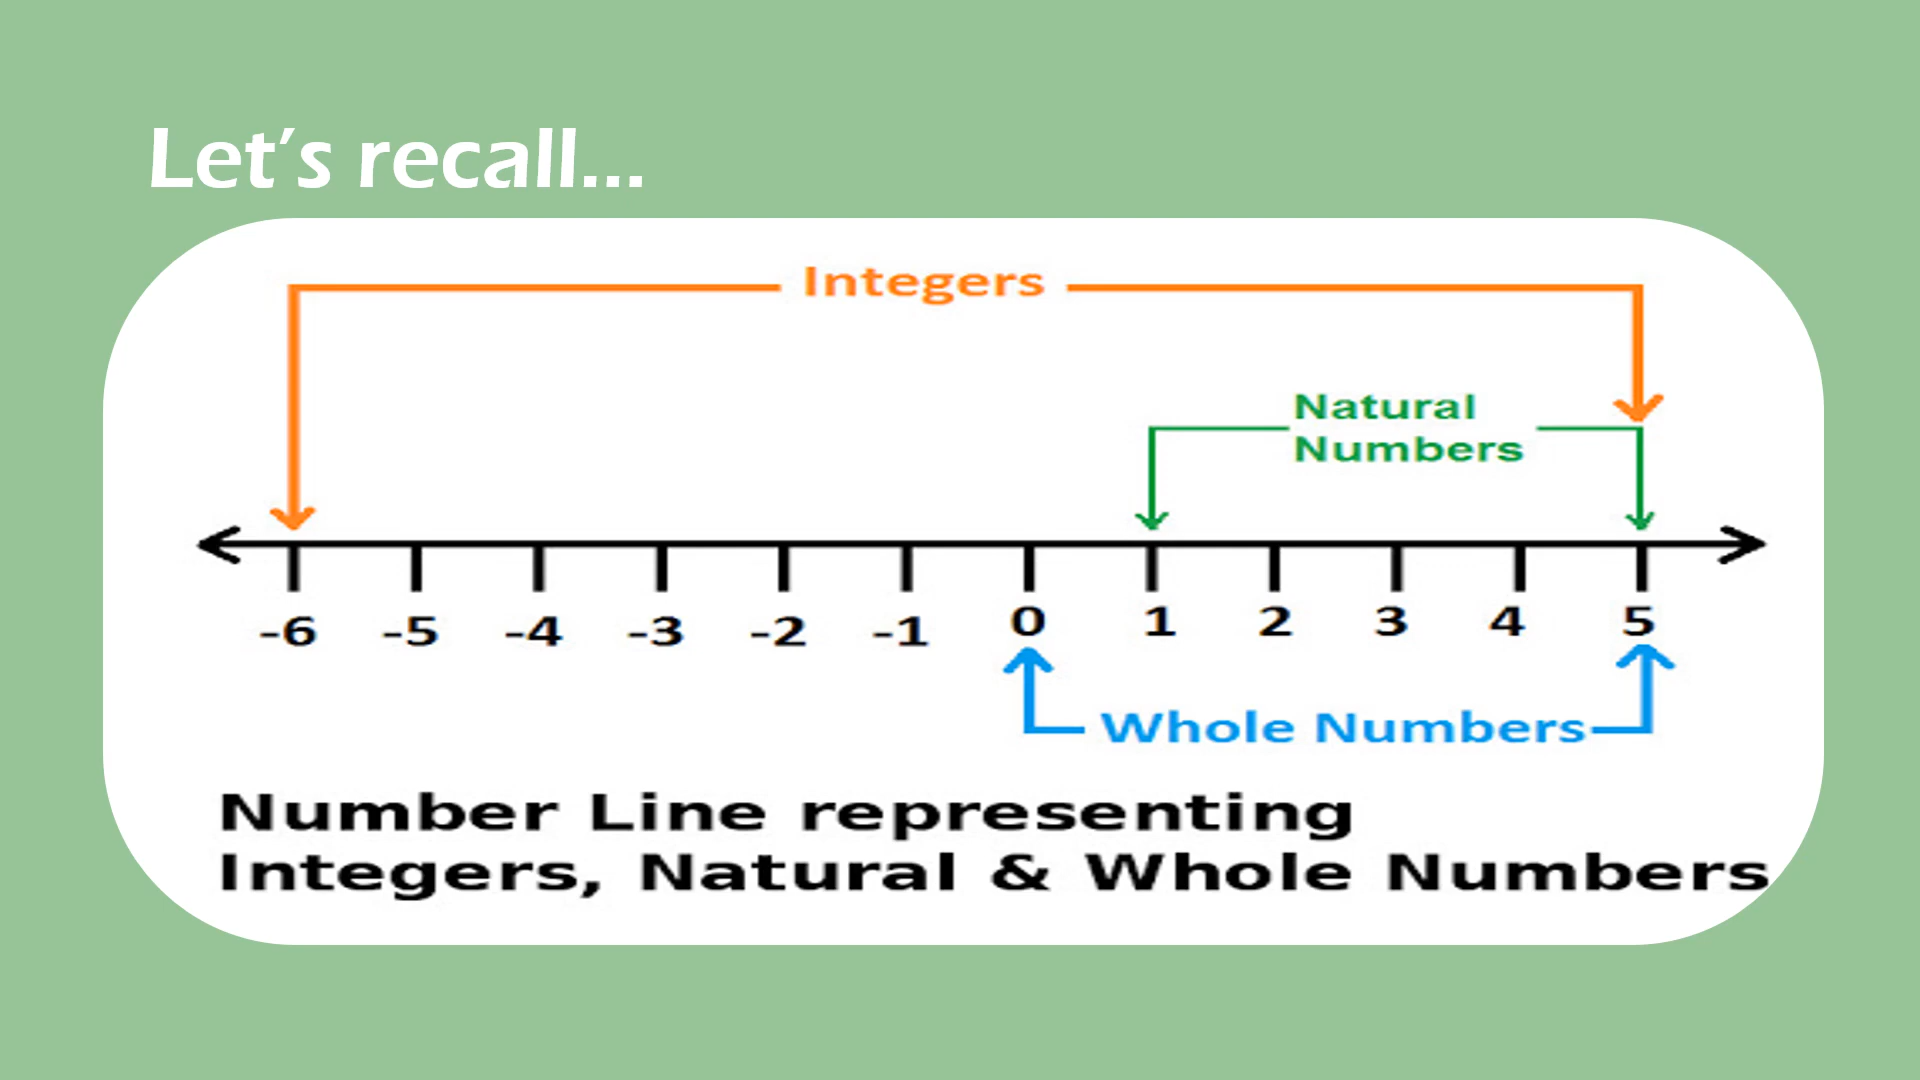 Let's recall...
Integers
Natural
Numbers
-6 -5 -4 -3 -2 -1 0 1 2 3 4 5
Whole Numbers
Number Line representing
Integers, Natural & Whole Numbers